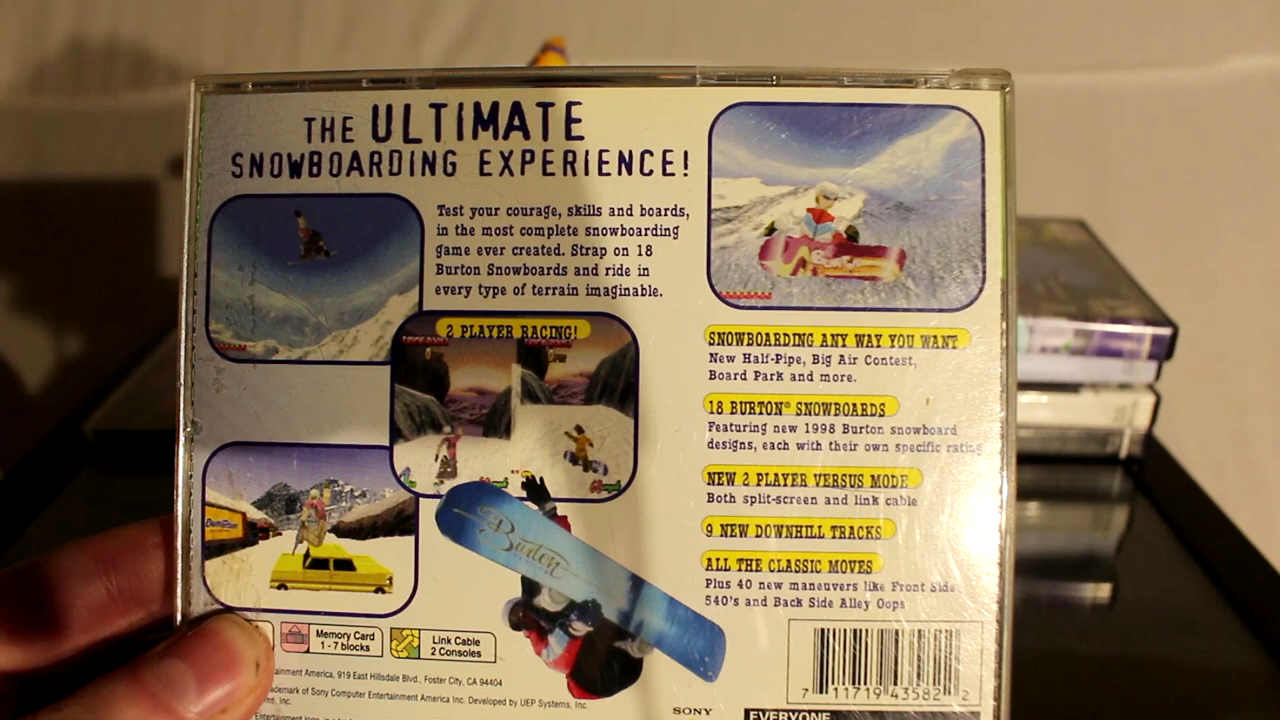 THE ULTIMATE
SNOWBOARDING EXPERIENCE!
Test your courage, skills and boards,
in the most complete snowboarding
game ever created. Strap on 18
Burton Snowboards and ride in
every type of terrain imaginable.
2 PLAYER RACING!
Burton
SNOWBOARDING ANY WAY YOU WANT
New Half-Pipe, Big Air Contest,
Board Park and more.
18 BURTON® SNOWBOARDS
Featuring new 1998 Burton snowboard
designs, each with their own specific rating
NEW 2 PLAYER VERSUS MODE
Both split-screen and link cable
9 NEW DOWNHILL TRACKS
ALL THE CLASSIC MOVES
Plus 40 new maneuvers like Front Side
540's and Back Side Alley Oops
Memory Card
1 - 7 blocks
Link Cable
2 Consoles
America, 919 East Hillsdale Blvd., Foster City, CA 94404
of Sony Computer Entertainment America Inc. Developed by UEP Systems, Inc.
Inc.
SONY
7 11719 43582 2
EVERYONE